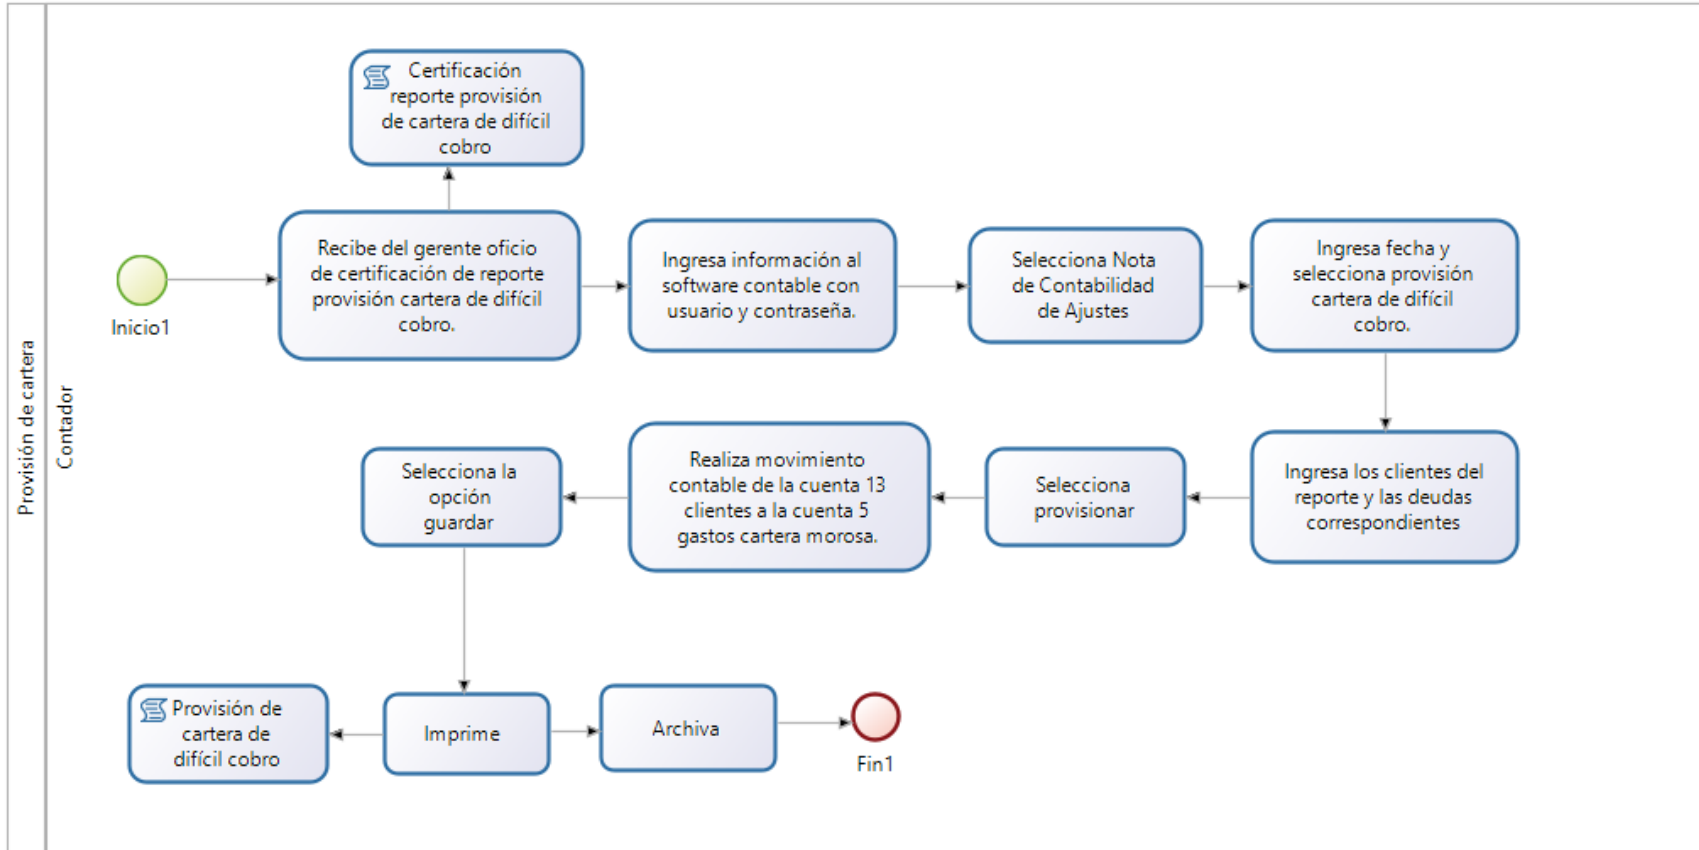 Provisión de cartera
Contador
Certificación
reporte provisión
de cartera de difícil
cobro
Inicio1
Recibe del gerente oficio
de certificación de reporte
provisión cartera de difícil
cobro.
Ingresa información al
software contable con
usuario y contraseña.
Selecciona Nota
de Contabilidad
de Ajustes
Ingresa fecha y
selecciona provisión
cartera de difícil
cobro.
Ingresa los clientes del
reporte y las deudas
correspondientes
Selecciona
provisionar
Realiza movimiento
contable de la cuenta 13
clientes a la cuenta 5
gastos cartera morosa.
Selecciona la
opción
guardar
Imprime
Provisión de
cartera de
difícil cobro
Archiva
Fin1